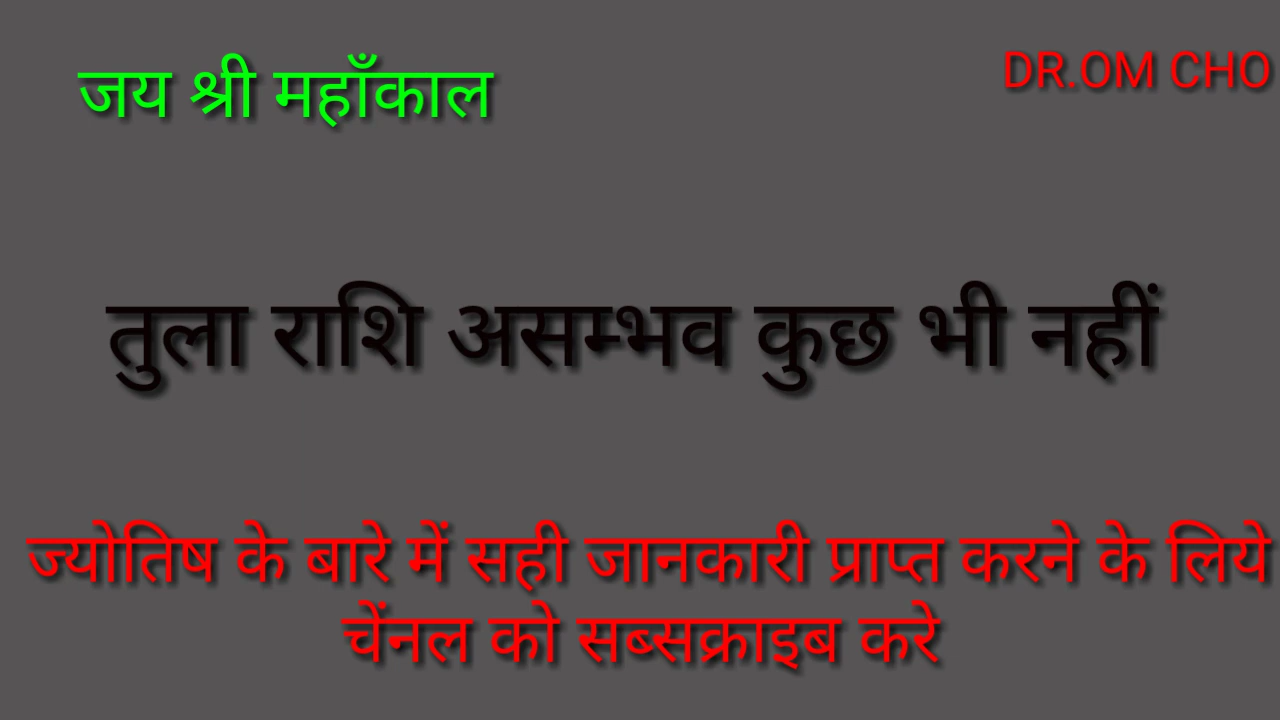 जय श्री महाँकाल
DR.OM CHO
तुला राशि असम्भव कुछ भी नहीं
ज्योतिष के बारे में सही जानकारी प्राप्त करने के लिये
चेंनल को सब्सक्राइब करे